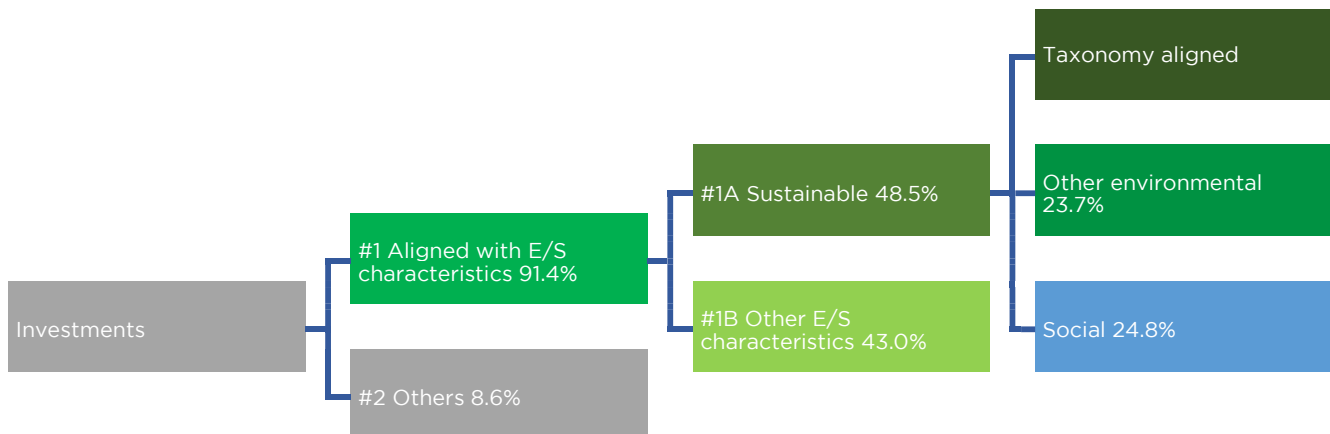 Investments
#1 Aligned with E/S
characteristics 91.4%
#2 Others 8.6%
#1A Sustainable 48.5%
#1B Other E/S
characteristics 43.0%
Taxonomy aligned
Other environmental
23.7%
Social 24.8%